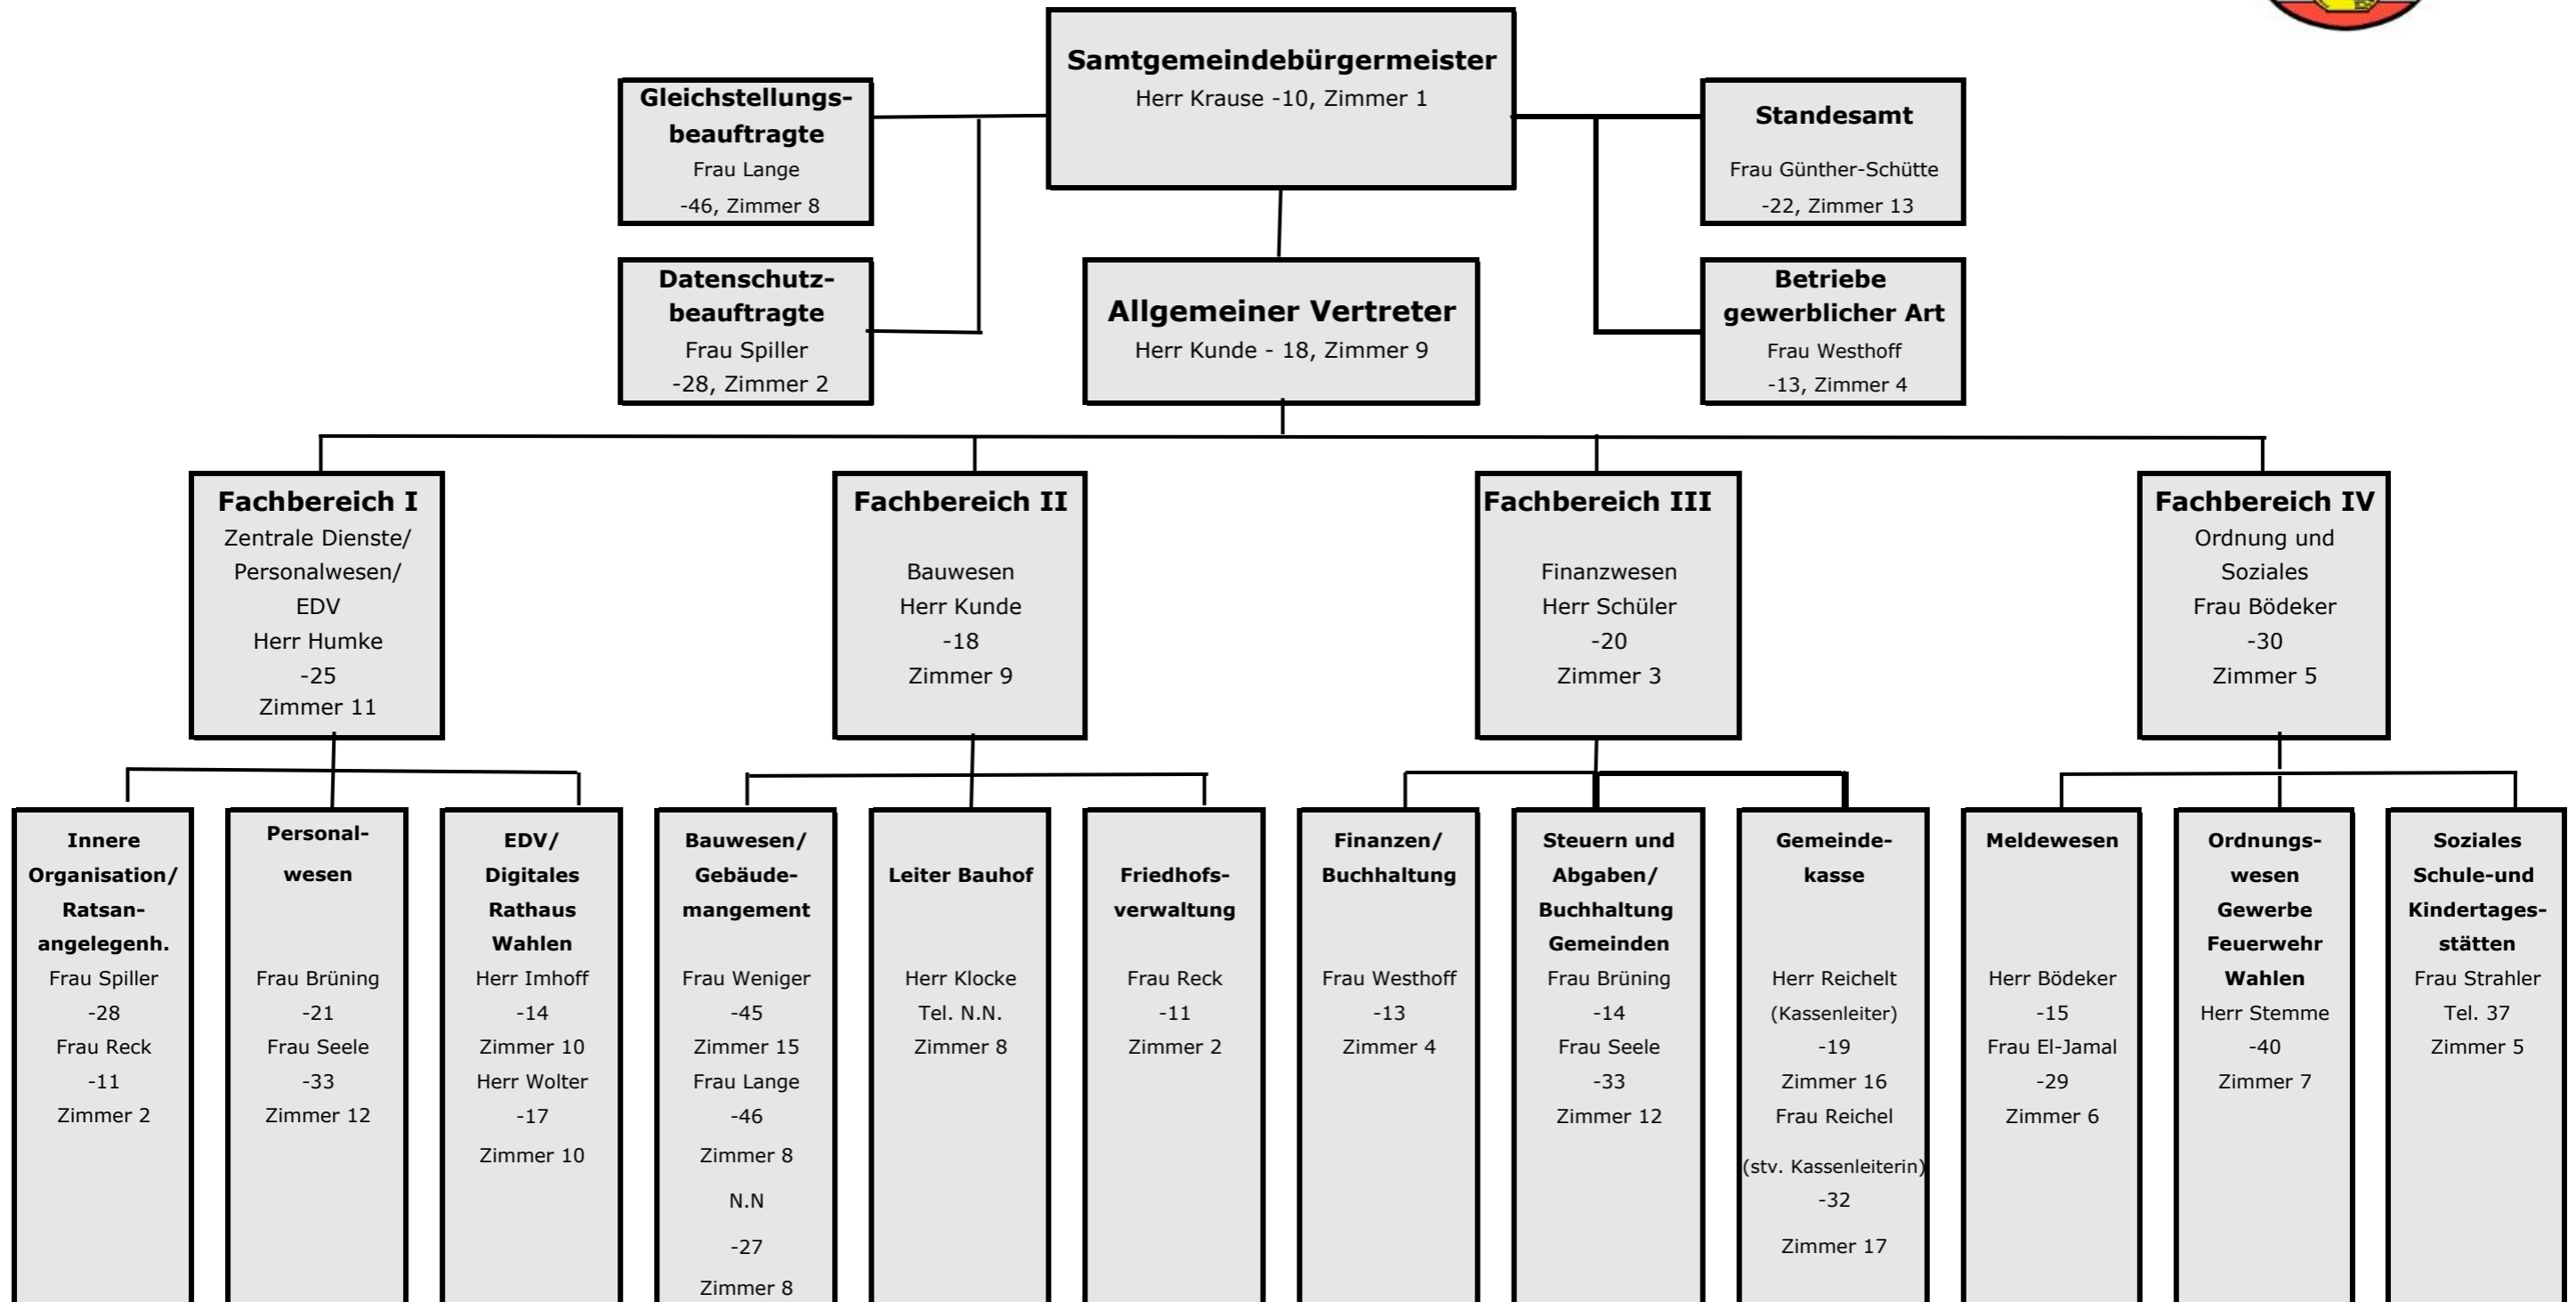 Samtgemeindebürgermeister
Herr Krause -10, Zimmer 1
Gleichstellungs-
beauftragte
Frau Lange
-46, Zimmer 8
Standesamt
Frau Günther-Schütte
-22, Zimmer 13
Datenschutz-
beauftragte
Frau Spiller
-28, Zimmer 2
Allgemeiner Vertreter
Herr Kunde - 18, Zimmer 9
Betriebe
gewerblicher Art
Frau Westhoff
-13, Zimmer 4
Fachbereich I
Zentrale Dienste/
Personalwesen/
EDV
Herr Humke
-25
Zimmer 11
Fachbereich II
Bauwesen
Herr Kunde
-18
Zimmer 9
Fachbereich III
Finanzwesen
Herr Schüler
-20
Zimmer 3
Fachbereich IV
Ordnung und
Soziales
Frau Bödeker
-30
Zimmer 5
Innere
Organisation/
Ratsan-
angelegenh.
Frau Spiller
-28
Frau Reck
-11
Zimmer 2
Personal-
wesen
Frau Brüning
-21
Frau Seele
-33
Zimmer 12
EDV/
Digitales
Rathaus
Wahlen
Herr Imhoff
-14
Zimmer 10
Herr Wolter
-17
Zimmer 10
Bauwesen/
Gebäude-
mangement
Frau Weniger
-45
Zimmer 15
Frau Lange
-46
Zimmer 8
N.N
-27
Zimmer 8
Leiter Bauhof
Herr Klocke
Tel. N.N.
Zimmer 8
Friedhofs-
verwaltung
Frau Reck
-11
Zimmer 2
Finanzen/
Buchhaltung
Frau Westhoff
-13
Zimmer 4
Steuern und
Abgaben/
Buchhaltung
Gemeinden
Frau Brüning
-14
Frau Seele
-33
Zimmer 12
Gemeinde-
kasse
Herr Reichelt
(Kassenleiter)
-19
Zimmer 16
Frau Reichel
(stv. Kassenleiterin)
-32
Zimmer 17
Meldewesen
Herr Bödeker
-15
Frau El-Jamal
-29
Zimmer 6
Ordnungs-
wesen
Gewerbe
Feuerwehr
Wahlen
Herr Stemme
-40
Zimmer 7
Soziales
Schule-und
Kindertages-
stätten
Frau Strahler
Tel. 37
Zimmer 5